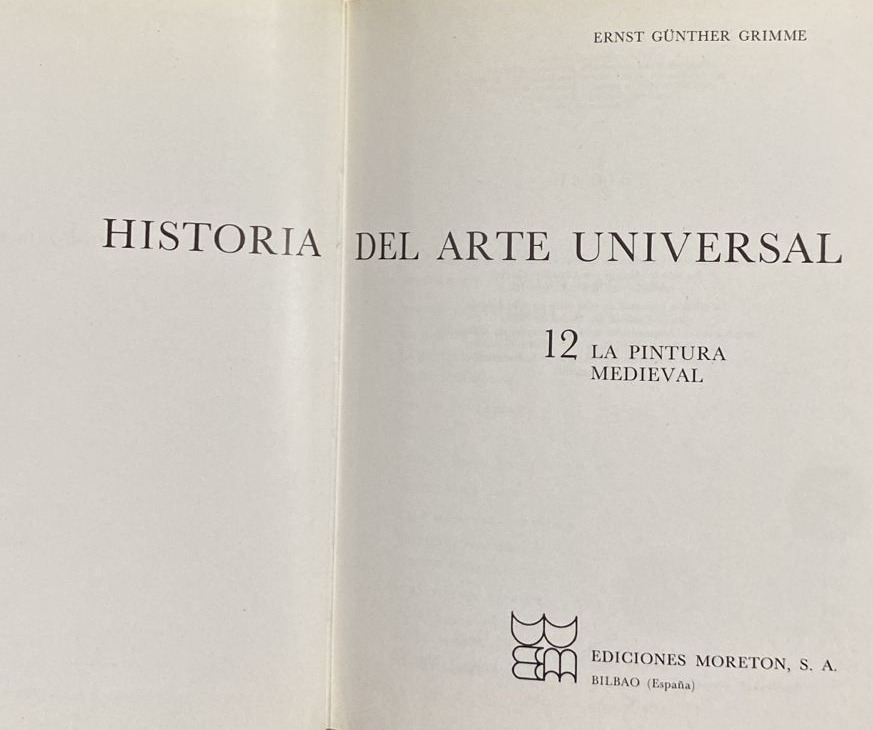 ERNST GÜNTHER GRIMME
HISTORIA DEL ARTE UNIVERSAL
12 LA PINTURA
MEDIEVAL
EDICIONES MORETON, S. A.
BILBAO (España)